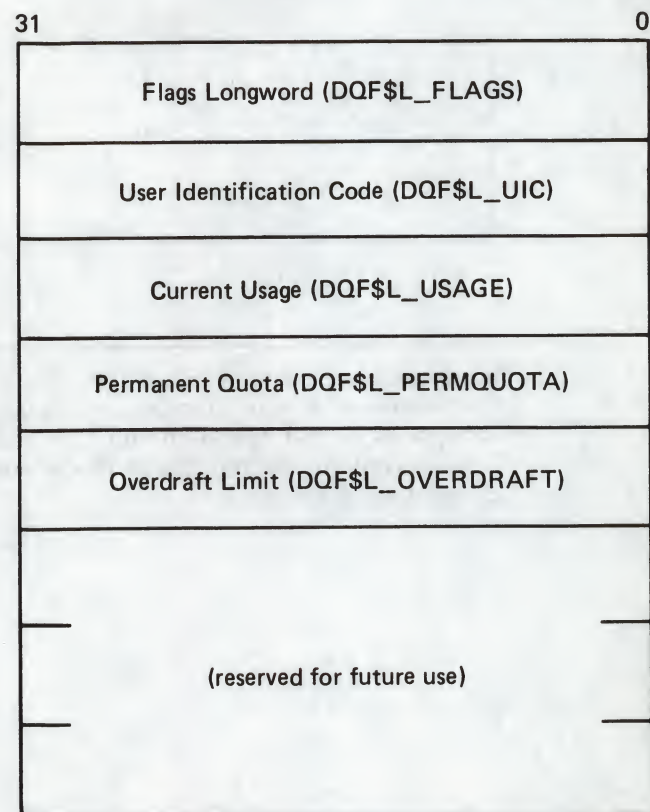 31 0
Flags Longword (DQF$L_FLAGS)
User Identification Code (DQF$L_UIC)
Current Usage (DQF$L_USAGE)
Permanent Quota (DQF$L_PERMQUOTA)
Overdraft Limit (DQF$L_OVERDRAFT)
(reserved for future use)